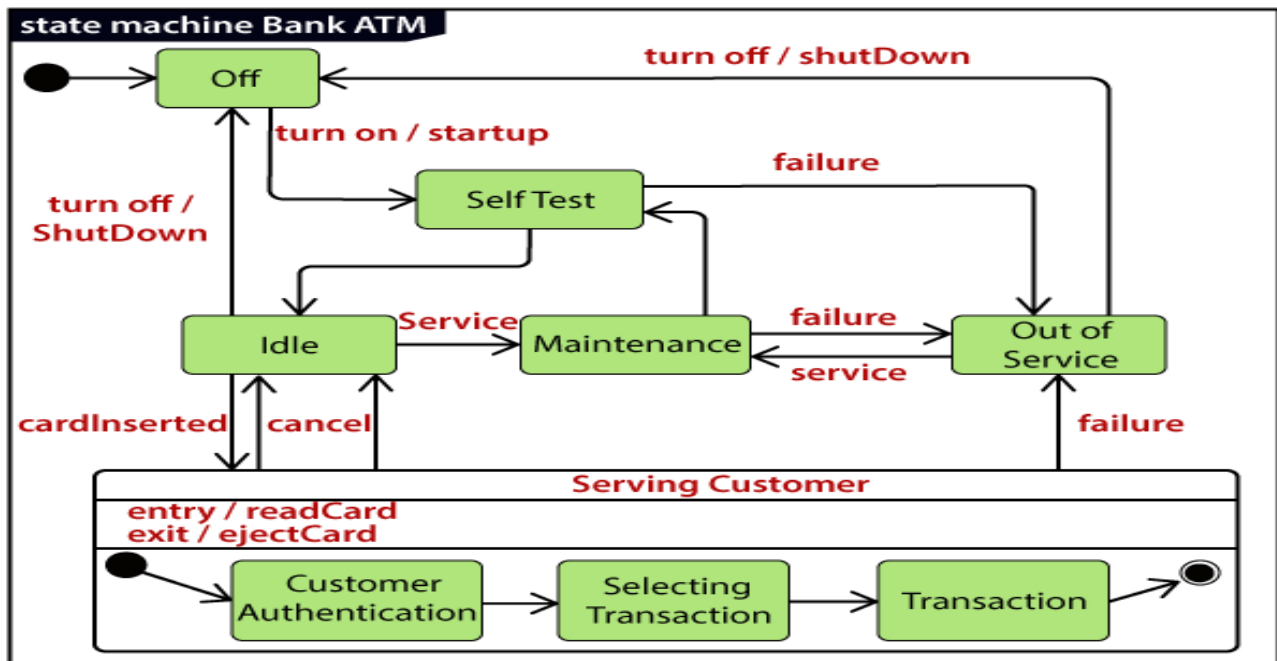 state machine Bank ATM
Off
turn off / shutDown
turn on / startup
failure
Self Test
turn off /
ShutDown
Idle
Service
Maintenance
failure
service
Out of
Service
cardInserted
cancel
failure
Serving Customer
entry / readCard
exit / ejectCard
Customer
Authentication
Selecting
Transaction
Transaction